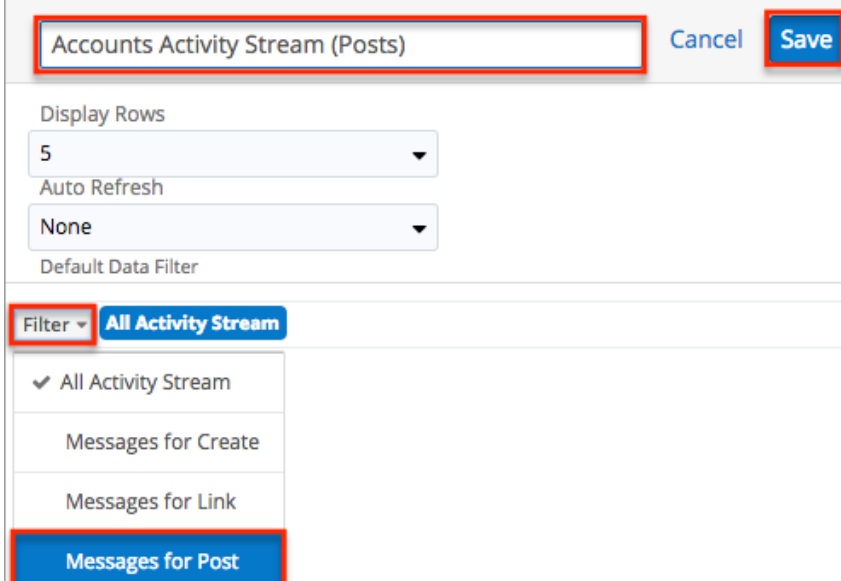 Accounts Activity Stream (Posts) Cancel Save
Display Rows
5
Auto Refresh
None
Default Data Filter
Filter All Activity Stream
All Activity Stream
Messages for Create
Messages for Link
Messages for Post